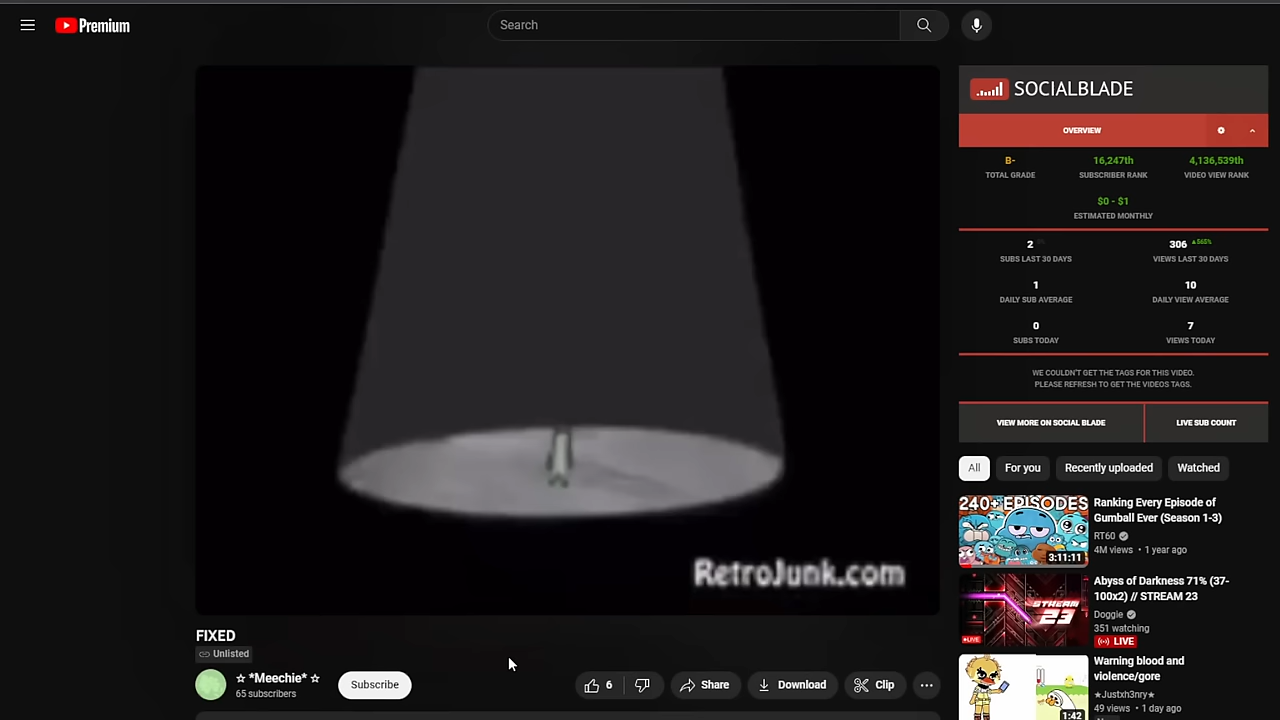 Premium
Search
RetroJunk.com
FIXED
Unlisted
☆ *Meechie* ☆
65 subscribers
Subscribe
6
Share
Download
Clip
SOCIALBLADE
OVERVIEW
B-
TOTAL GRADE
16,247th
SUBSCRIBER RANK
4,136,539th
VIDEO VIEW RANK
$0 - $1
ESTIMATED MONTHLY
2
SUBS LAST 30 DAYS
306 ▲565%
VIEWS LAST 30 DAYS
1
DAILY SUB AVERAGE
10
DAILY VIEW AVERAGE
0
SUBS TODAY
7
VIEWS TODAY
WE COULDN'T GET THE TAGS FOR THIS VIDEO.
PLEASE REFRESH TO GET THE VIDEOS TAGS.
VIEW MORE ON SOCIAL BLADE
LIVE SUB COUNT
All
For you
Recently uploaded
Watched
240+ EPISODES
3:11:11
Ranking Every Episode of
Gumball Ever (Season 1-3)
RT60
4M views • 1 year ago
STREAM
23
LIVE
Abyss of Darkness 71% (37-
100x2) // STREAM 23
Doggie
351 watching
LIVE
1:42
Warning blood and
violence/gore
★Justxh3nry★
49 views • 1 day ago